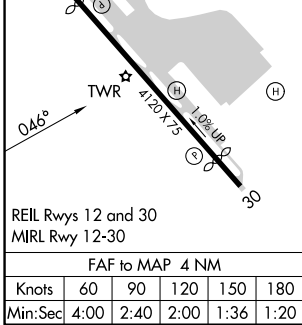 P
TWR
H
H
4120 X 75
1.0% UP
046°
P
30
REIL Rwys 12 and 30
MIRL Rwy 12-30
FAF to MAP 4 NM
Knots 60 90 120 150 180
Min:Sec 4:00 2:40 2:00 1:36 1:20